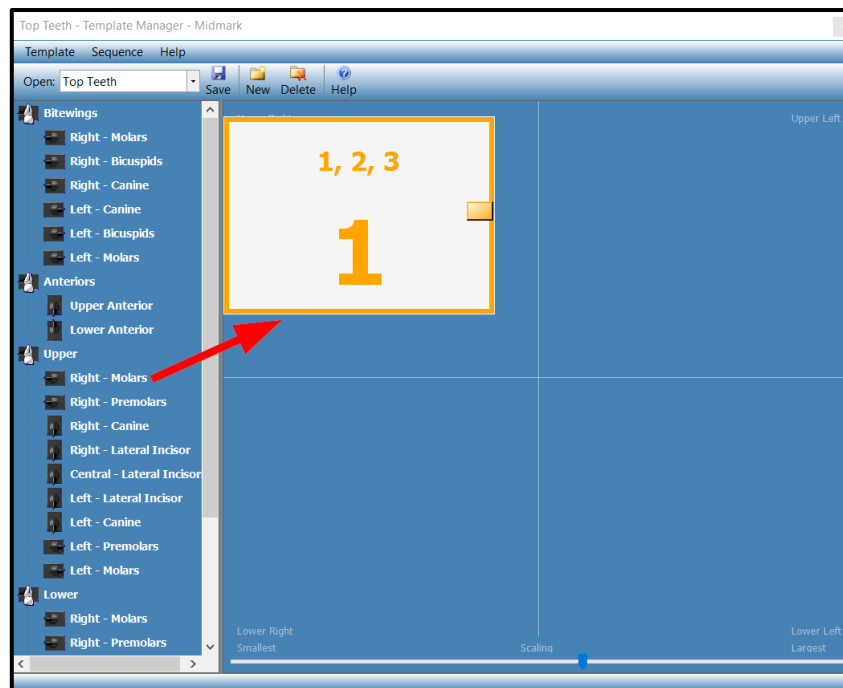 Top Teeth - Template Manager - Midmark
Template Sequence Help
Open: Top Teeth Save New Delete Help
Bitewings
Right - Molars
Right - Bicuspids
Right - Canine
Left - Canine
Left - Bicuspids
Left - Molars
Anteriors
Upper Anterior
Lower Anterior
Upper
Right - Molars
Right - Premolars
Right - Canine
Right - Lateral Incisor
Central - Lateral Incisor
Left - Lateral Incisor
Left - Canine
Left - Premolars
Left - Molars
Lower
Right - Molars
Right - Premolars
Upper Left
1, 2, 3
1
Lower Right Lower Left
Smallest Scaling Largest